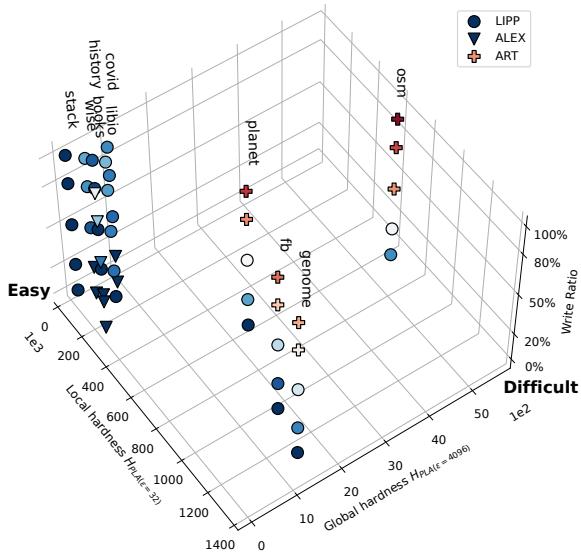 LIPP
ALEX
ART
osm
planet
fb
genome
stack
history
wise
books
covid
libio
Easy
Difficult
0
200
400
600
800
1000
1200
1400
1e3
Local hardness H_PLA(ε = 32)
0
10
20
30
40
50
1e2
Global hardness H_PLA(ε = 4096)
0%
20%
50%
80%
100%
Write Ratio